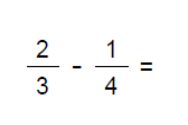 2/3 - 1/4 =